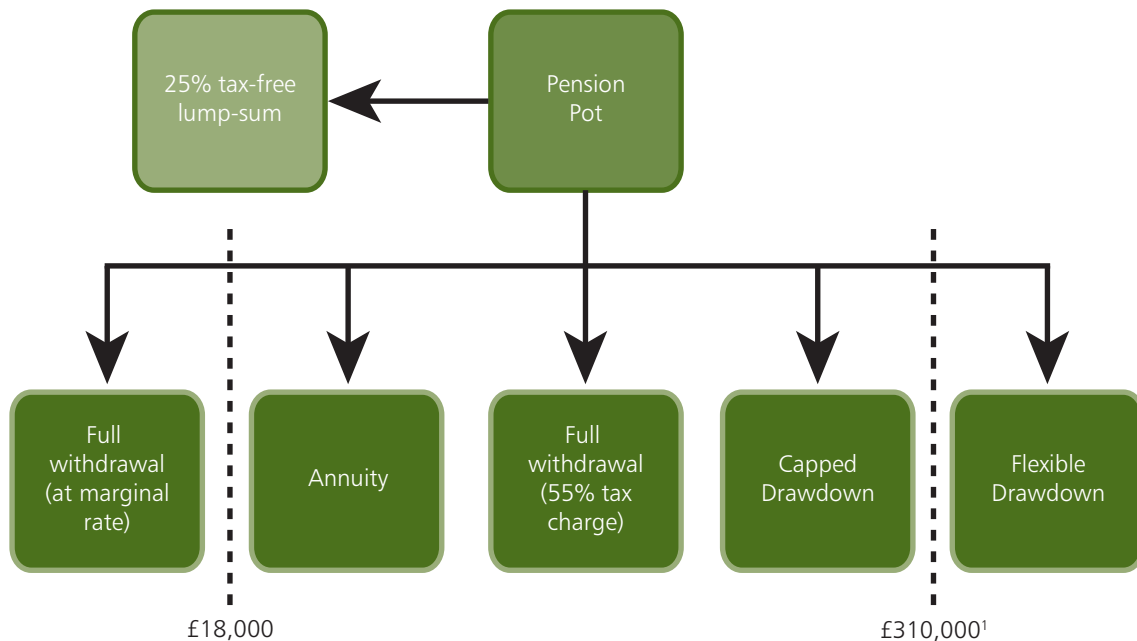 25% tax-free
lump-sum
Pension
Pot
Full
withdrawal
(at marginal
rate)
Annuity
Full
withdrawal
(55% tax
charge)
Capped
Drawdown
Flexible
Drawdown
£18,000
£310,000¹